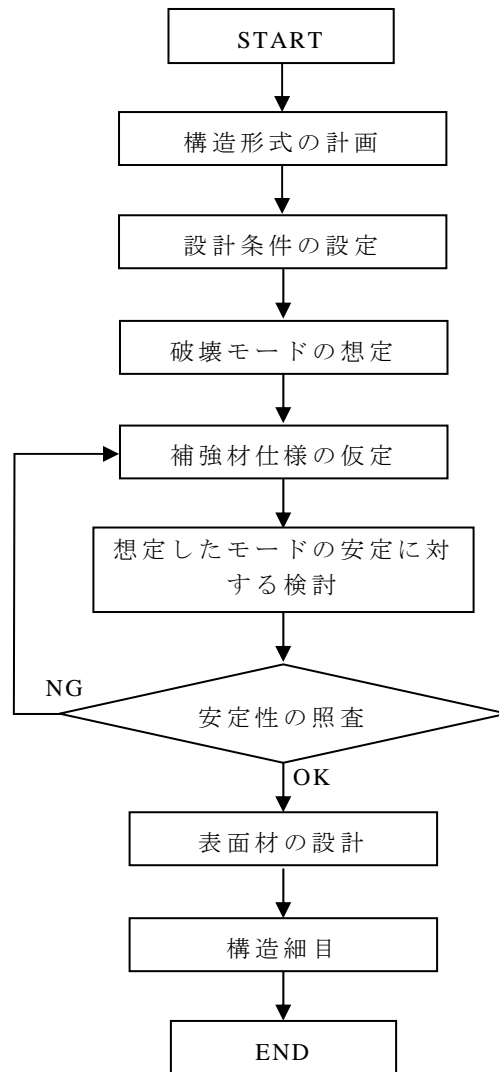 START
構造形式の計画
設計条件の設定
破壊モードの想定
補強材仕様の仮定
想定したモードの安定に対
する検討
NG
安定性の照査
OK
表面材の設計
構造細目
END